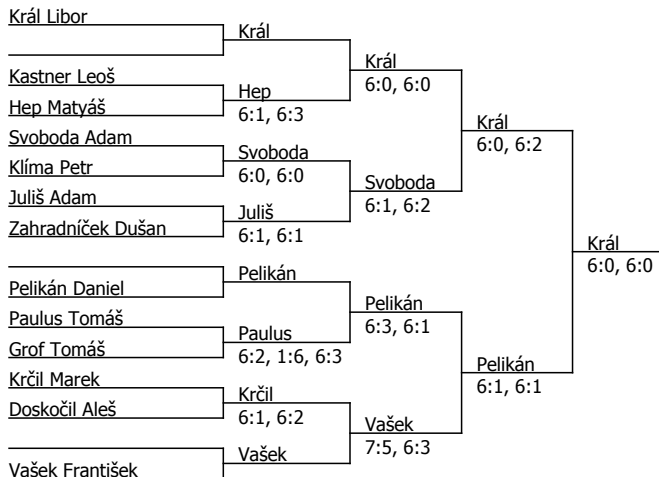 Král Libor
Král
Král
6:0, 6:0
Kastner Leoš
Hep
6:1, 6:3
Hep Matyáš
Král
6:0, 6:2
Svoboda Adam
Svoboda
6:0, 6:0
Klíma Petr
Svoboda
6:1, 6:2
Juliš Adam
Juliš
6:1, 6:1
Zahradníček Dušan
Král
6:0, 6:0
Pelikán
Pelikán Daniel
Pelikán
6:3, 6:1
Paulus Tomáš
Paulus
6:2, 1:6, 6:3
Grof Tomáš
Pelikán
6:1, 6:1
Krčil Marek
Krčil
6:1, 6:2
Doskočil Aleš
Vašek
7:5, 6:3
Vašek
Vašek František